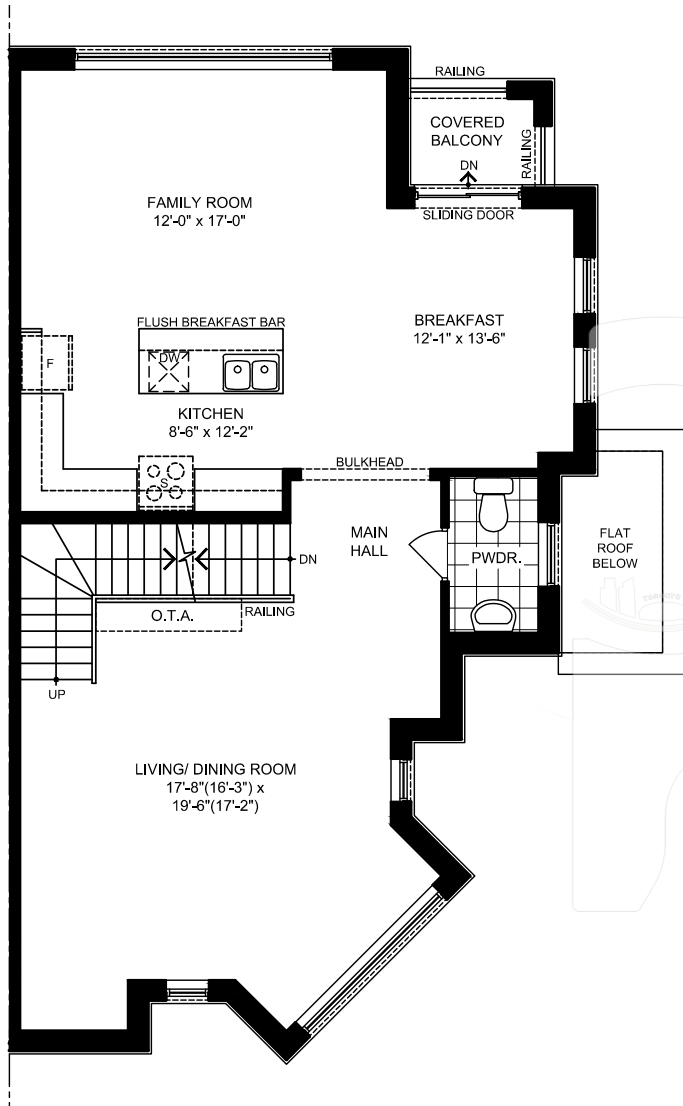 RAILING
COVERED
BALCONY
RAILING
DN
SLIDING DOOR
FAMILY ROOM
12'-0" x 17'-0"
FLUSH BREAKFAST BAR
BREAKFAST
12'-1" x 13'-6"
F
DW
KITCHEN
8'-6" x 12'-2"
S
BULKHEAD
MAIN
HALL
PWDR.
FLAT
ROOF
BELOW
DN
O.T.A.
RAILING
UP
LIVING/ DINING ROOM
17'-8"(16'-3") x
19'-6"(17'-2")